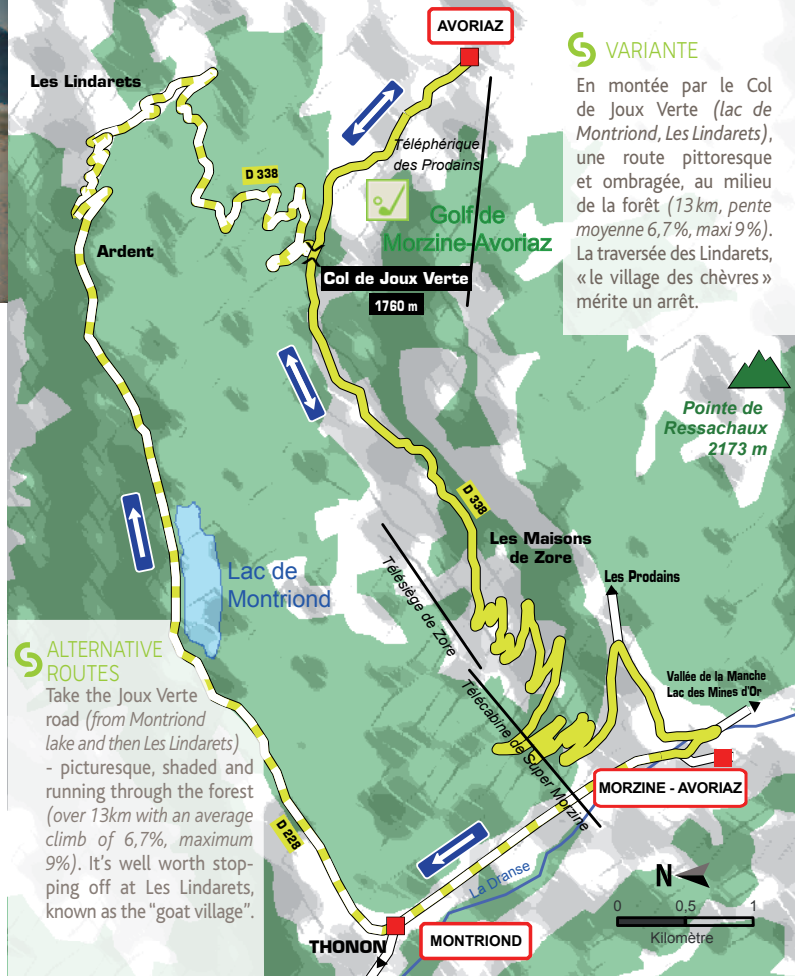 AVORIAZ
VARIANTE
En montée par le Col
de Joux Verte (lac de
Montriond, Les Lindarets),
une route pittoresque
et ombragée, au milieu
de la forêt (13 km, pente
moyenne 6,7 %, maxi 9%).
La traversée des Lindarets,
« le village des chèvres »
mérite un arrêt.
Les Lindarets
Téléphérique
des Prodains
D 338
Golf de
Morzine-Avoriaz
Ardent
Col de Joux Verte
1760 m
Pointe de
Ressachaux
2173 m
D 338
Les Maisons
de Zore
Télésiège de Zore
Les Prodains
Lac de
Montriond
Vallée de la Manche
Lac des Mines d'Or
Télécabine de Super Morzine
MORZINE - AVORIAZ
ALTERNATIVE
ROUTES
Take the Joux Verte
road (from Montriond
lake and then Les Lindarets)
- picturesque, shaded and
running through the forest
(over 13km with an average
climb of 6,7%, maximum
9%). It's well worth stop-
ping off at Les Lindarets,
known as the "goat village".
D 228
La Dranse
N
0 0,5 1
Kilomètre
THONON
MONTRIOND